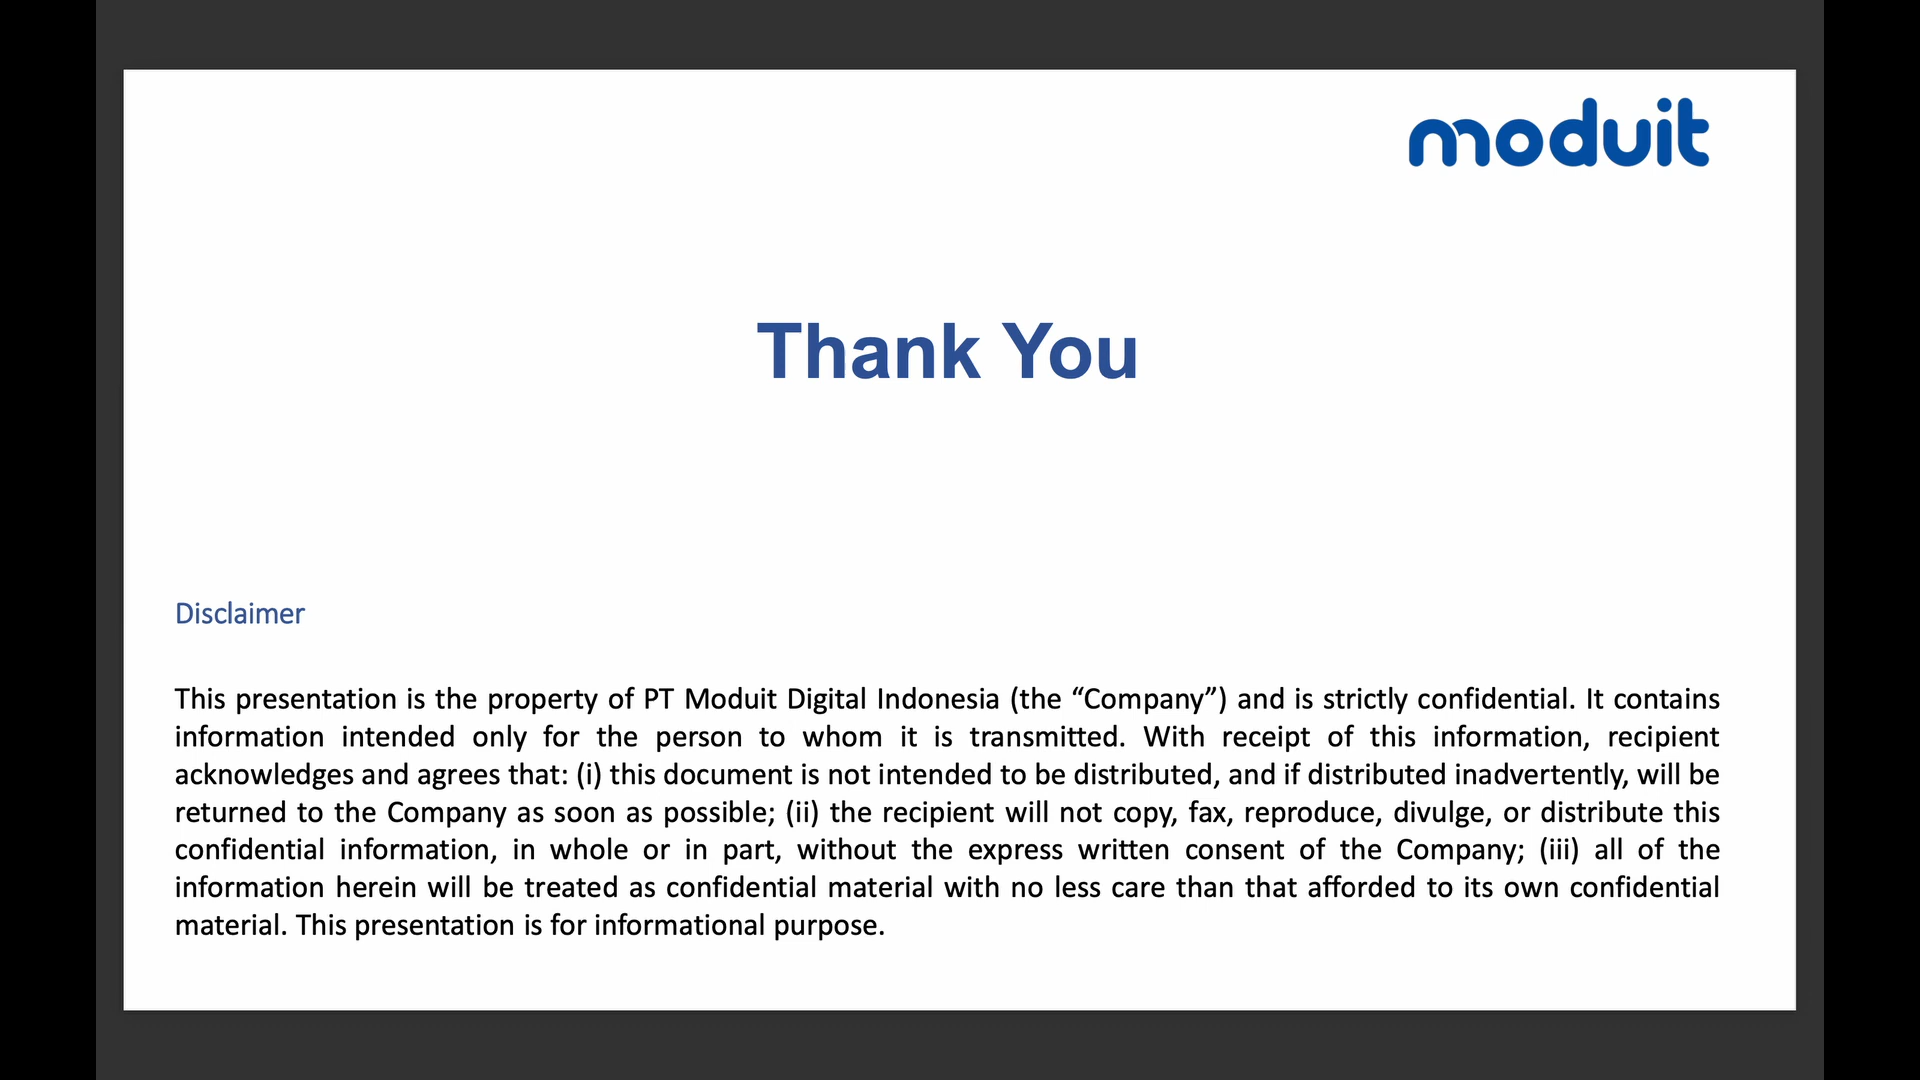 moduit
Thank You
Disclaimer
This presentation is the property of PT Moduit Digital Indonesia (the “Company”) and is strictly confidential. It contains
information intended only for the person to whom it is transmitted. With receipt of this information, recipient
acknowledges and agrees that: (i) this document is not intended to be distributed, and if distributed inadvertently, will be
returned to the Company as soon as possible; (ii) the recipient will not copy, fax, reproduce, divulge, or distribute this
confidential information, in whole or in part, without the express written consent of the Company; (iii) all of the
information herein will be treated as confidential material with no less care than that afforded to its own confidential
material. This presentation is for informational purpose.